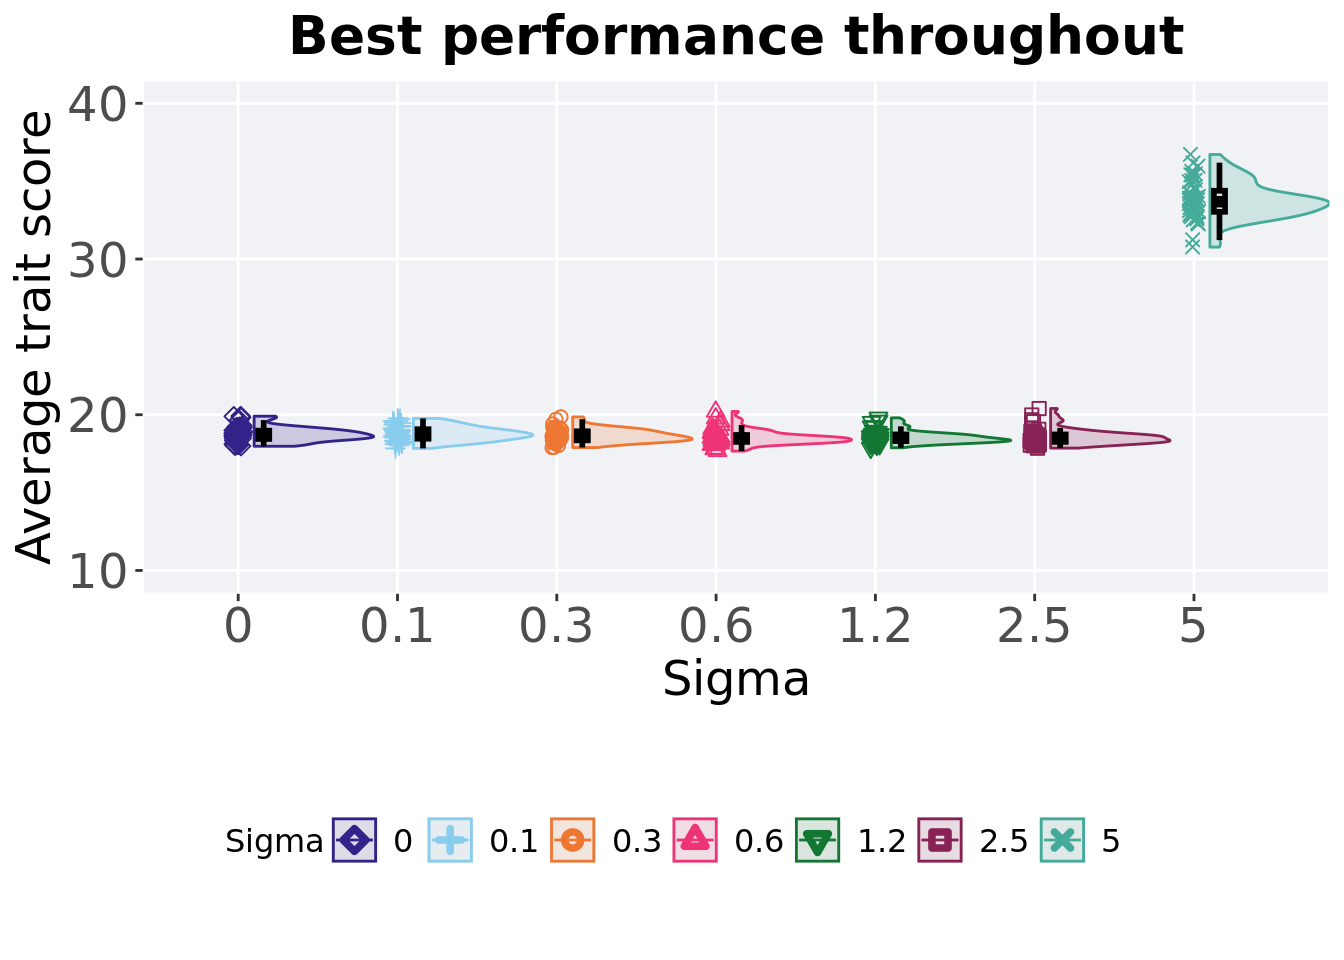 Best performance throughout
Average trait score
40
30
20
10
0 0.1 0.3 0.6 1.2 2.5 5
Sigma
Sigma 0 0.1 0.3 0.6 1.2 2.5 5